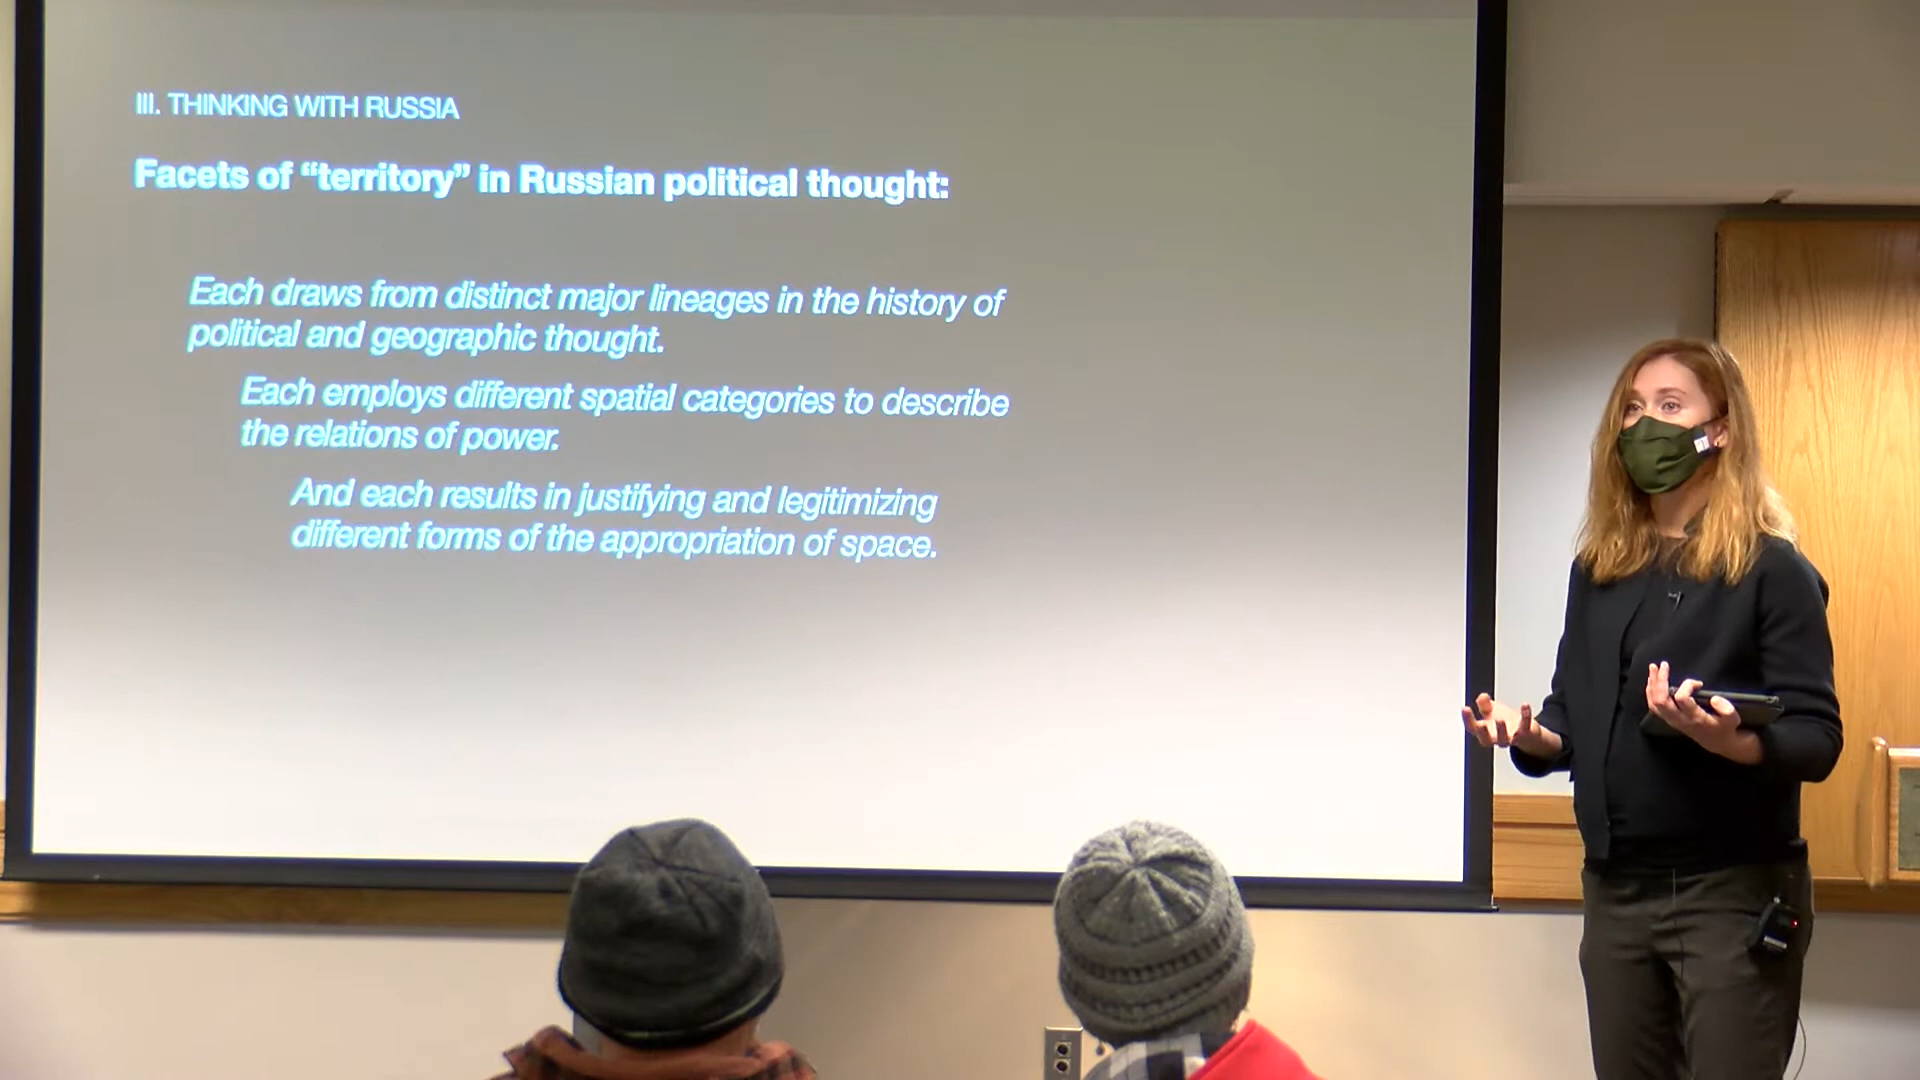 III. THINKING WITH RUSSIA
Facets of “territory” in Russian political thought:
Each draws from distinct major lineages in the history of
political and geographic thought.
Each employs different spatial categories to describe
the relations of power.
And each results in justifying and legitimizing
different forms of the appropriation of space.